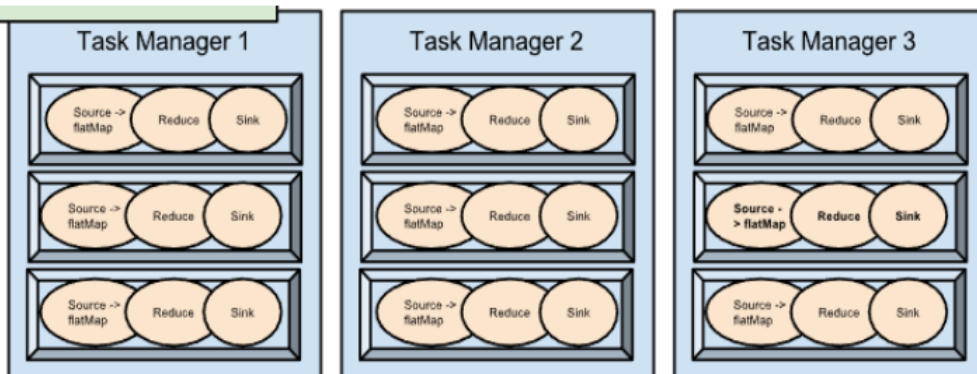 Task Manager 1
Task Manager 2
Task Manager 3
Source ->
flatMap
Reduce
Sink
Source ->
flatMap
Reduce
Sink
Source ->
flatMap
Reduce
Sink
Source ->
flatMap
Reduce
Sink
Source ->
flatMap
Reduce
Sink
Source -
> flatMap
Reduce
Sink
Source ->
flatMap
Reduce
Sink
Source ->
flatMap
Reduce
Sink
Source ->
flatMap
Reduce
Sink